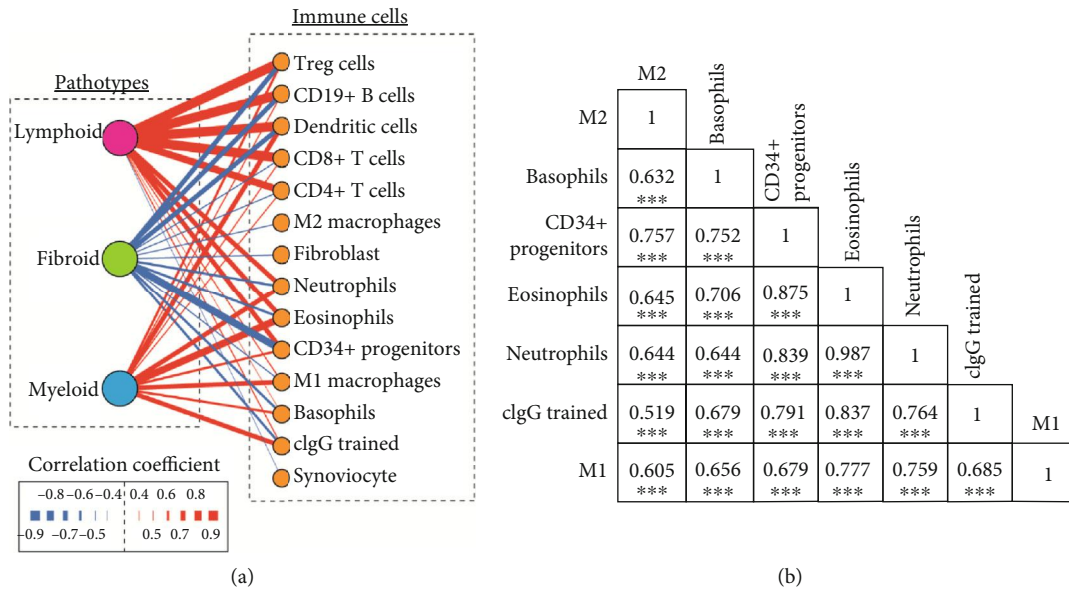 Immune cells
Pathotypes
Lymphoid
Fibroid
Myeloid
Treg cells
CD19+ B cells
Dendritic cells
CD8+ T cells
CD4+ T cells
M2 macrophages
Fibroblast
Neutrophils
Eosinophils
CD34+ progenitors
M1 macrophages
Basophils
clgG trained
Synoviocyte
Correlation coefficient
–0.8 –0.6 –0.4 0.4 0.6 0.8
–0.9 –0.7 –0.5 0.5 0.7 0.9
(a)
M2
Basophils
CD34+
progenitors
Eosinophils
Neutrophils
clgG trained
M1
M2 1
Basophils 0.632 1
***
CD34+
progenitors 0.757 0.752 1
*** ***
Eosinophils 0.645 0.706 0.875 1
*** *** ***
Neutrophils 0.644 0.644 0.839 0.987 1
*** *** *** ***
clgG trained 0.519 0.679 0.791 0.837 0.764 1
*** *** *** *** ***
M1 0.605 0.656 0.679 0.777 0.759 0.685 1
*** *** *** *** *** ***
(b)